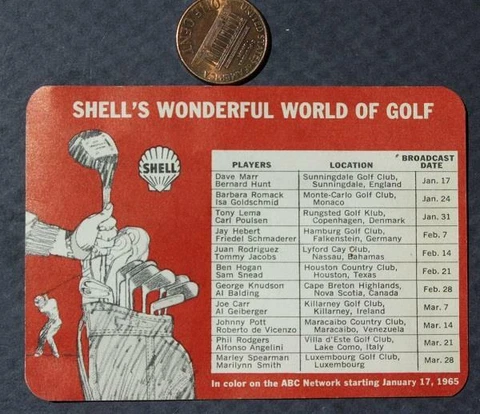 ONE CENT
SHELL'S WONDERFUL WORLD OF GOLF
SHELL
PLAYERS LOCATION BROADCAST DATE
Dave Marr Sunningdale Golf Club, Jan. 17
Bernard Hunt Sunningdale, England
Barbara Romack Monte-Carlo Golf Club, Jan. 24
Isa Goldschmid Monaco
Tony Lema Rungsted Golf Klub, Jan. 31
Carl Poulsen Copenhagen, Denmark
Jay Hebert Hamburg Golf Club, Feb. 7
Friedel Schmaderer Falkenstein, Germany
Juan Rodriguez Lyford Cay Club, Feb. 14
Tommy Jacobs Nassau, Bahamas
Ben Hogan Houston Country Club, Feb. 21
Sam Snead Houston, Texas
George Knudson Cape Breton Highlands, Feb. 28
Al Balding Nova Scotia, Canada
Joe Carr Killarney Golf Club, Mar. 7
Al Geiberger Killarney, Ireland
Johnny Pott Maracaibo Country Club, Mar. 14
Roberto de Vicenzo Maracaibo, Venezuela
Phil Rodgers Villa d'Este Golf Club, Mar. 21
Alfonso Angelini Lake Como, Italy
Marley Spearman Luxembourg Golf Club, Mar. 28
Marilynn Smith Luxembourg
In color on the ABC Network starting January 17, 1965